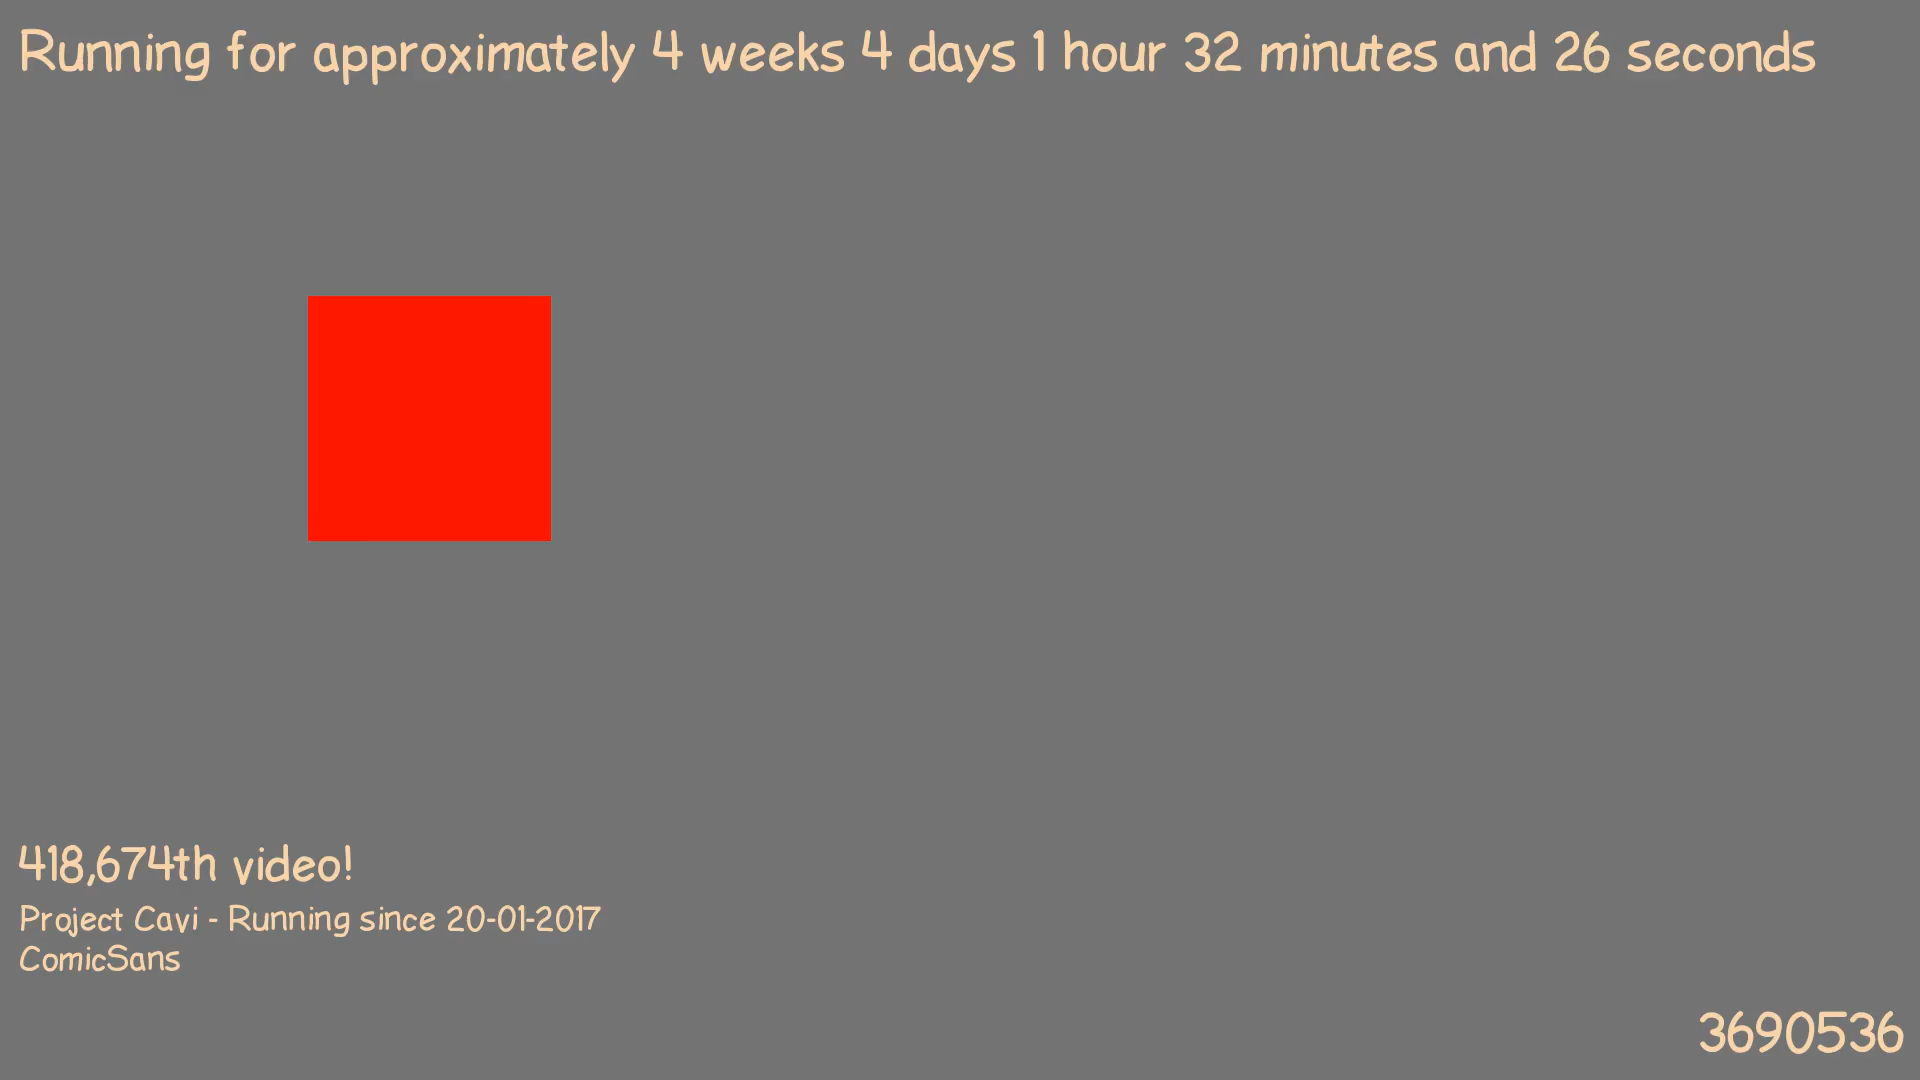 Running for approximately 4 weeks 4 days 1 hour 32 minutes and 26 seconds
418,674th video!
Project Cavi - Running since 20-01-2017
ComicSans
3690536